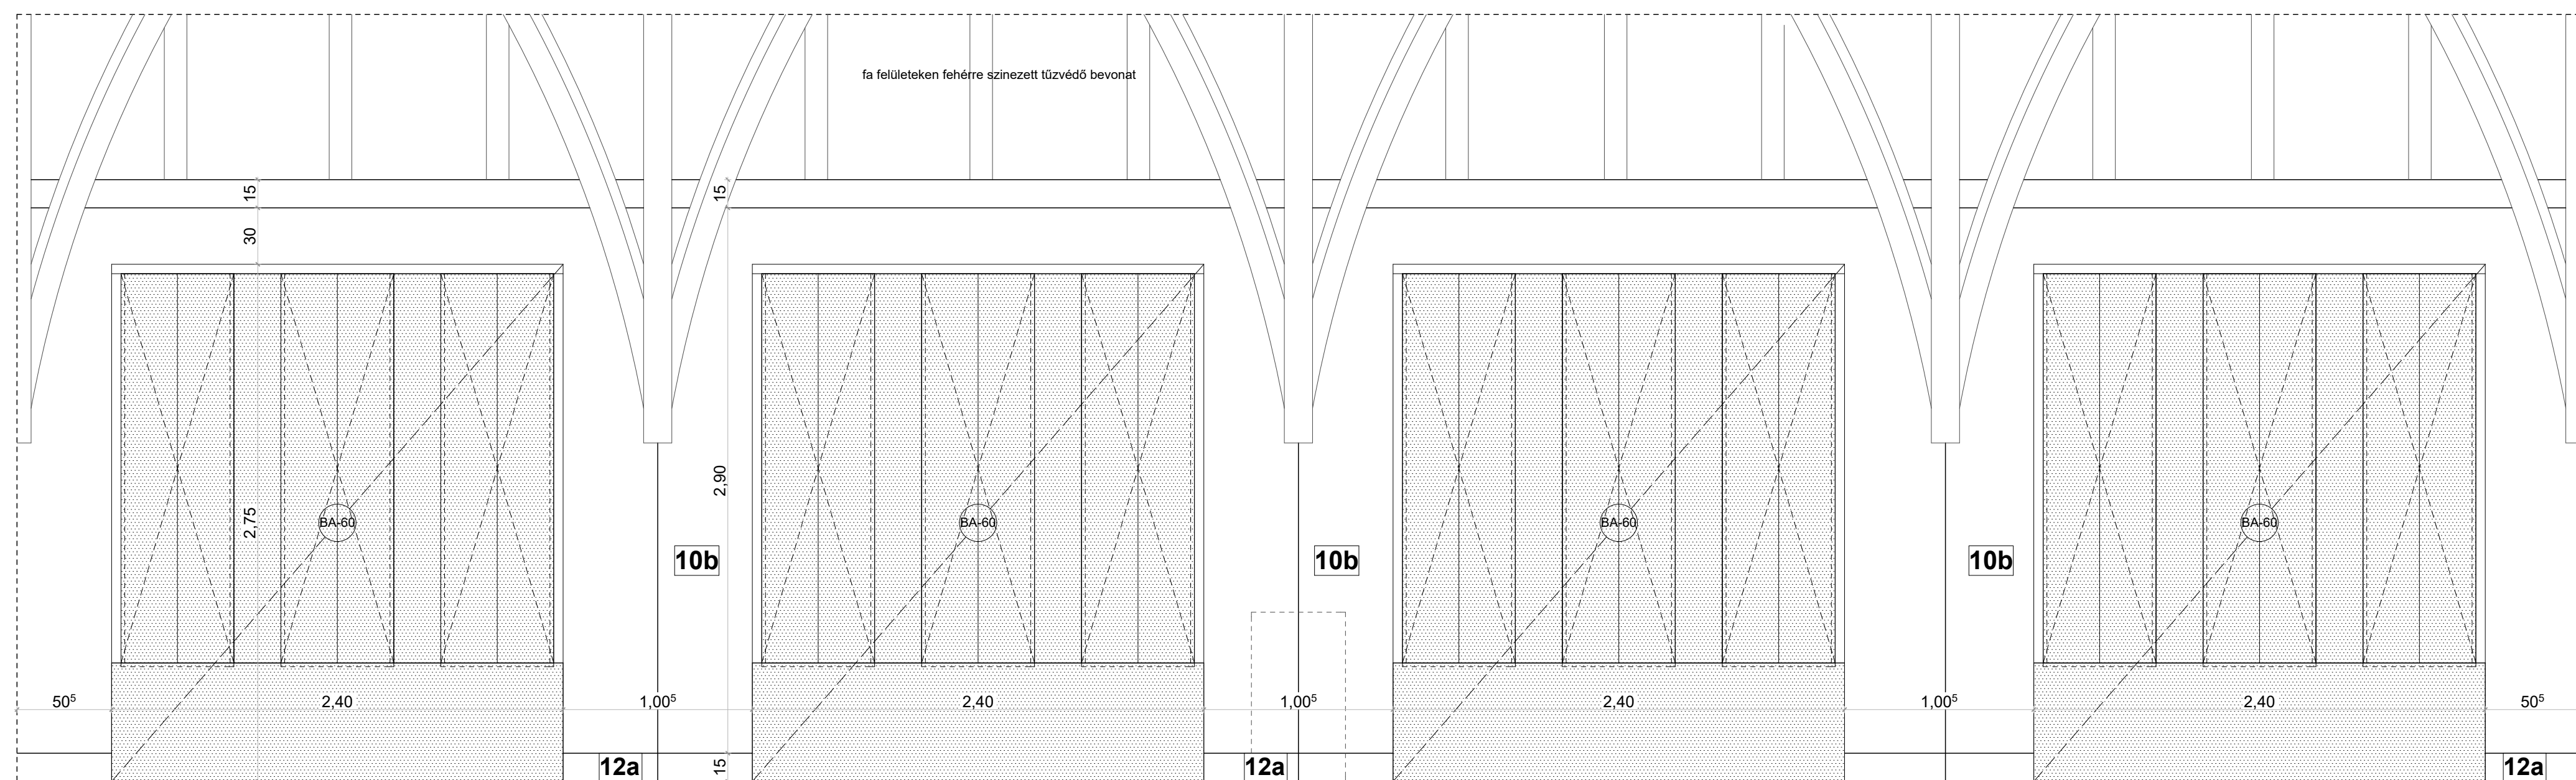 fa felületeken fehérre szinezett tűzvédő bevonat
15
15
30
2,90
2,75
BA-60
BA-60
BA-60
BA-60
10b
10b
10b
50⁵
2,40
1,00⁵
2,40
1,00⁵
2,40
1,00⁵
2,40
50⁵
12a
15
12a
12a